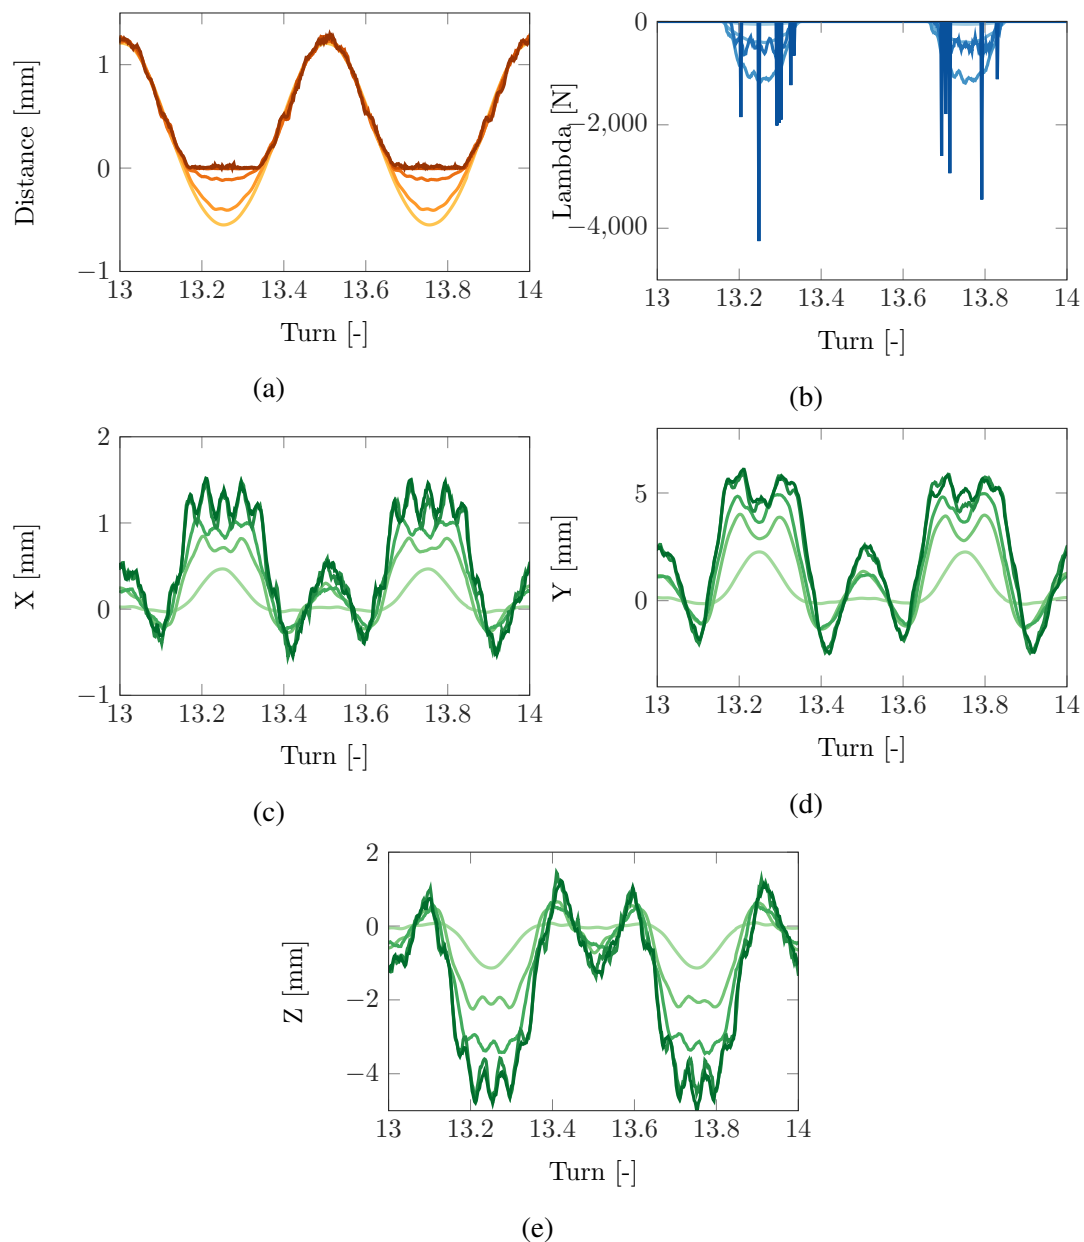 1
0
−1
Distance [mm]
13 13.2 13.4 13.6 13.8 14
Turn [-]
(a)
0
−2,000
−4,000
Lambda [N]
13 13.2 13.4 13.6 13.8 14
Turn [-]
(b)
2
1
0
−1
X [mm]
13 13.2 13.4 13.6 13.8 14
Turn [-]
(c)
5
0
Y [mm]
13 13.2 13.4 13.6 13.8 14
Turn [-]
(d)
2
0
−2
−4
Z [mm]
13 13.2 13.4 13.6 13.8 14
Turn [-]
(e)